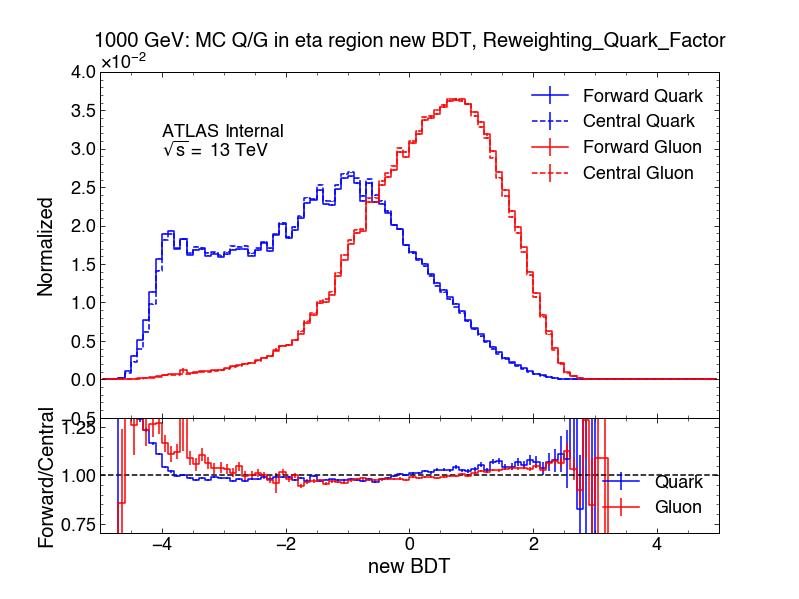 1000 GeV: MC Q/G in eta region new BDT, Reweighting_Quark_Factor
×10⁻²
4.0
3.5
3.0
2.5
2.0
1.5
1.0
0.5
0.0
−0.5
Normalized
ATLAS Internal
√s = 13 TeV
Forward Quark
Central Quark
Forward Gluon
Central Gluon
1.25
1.00
0.75
Forward/Central
Quark
Gluon
−4 −2 0 2 4
new BDT